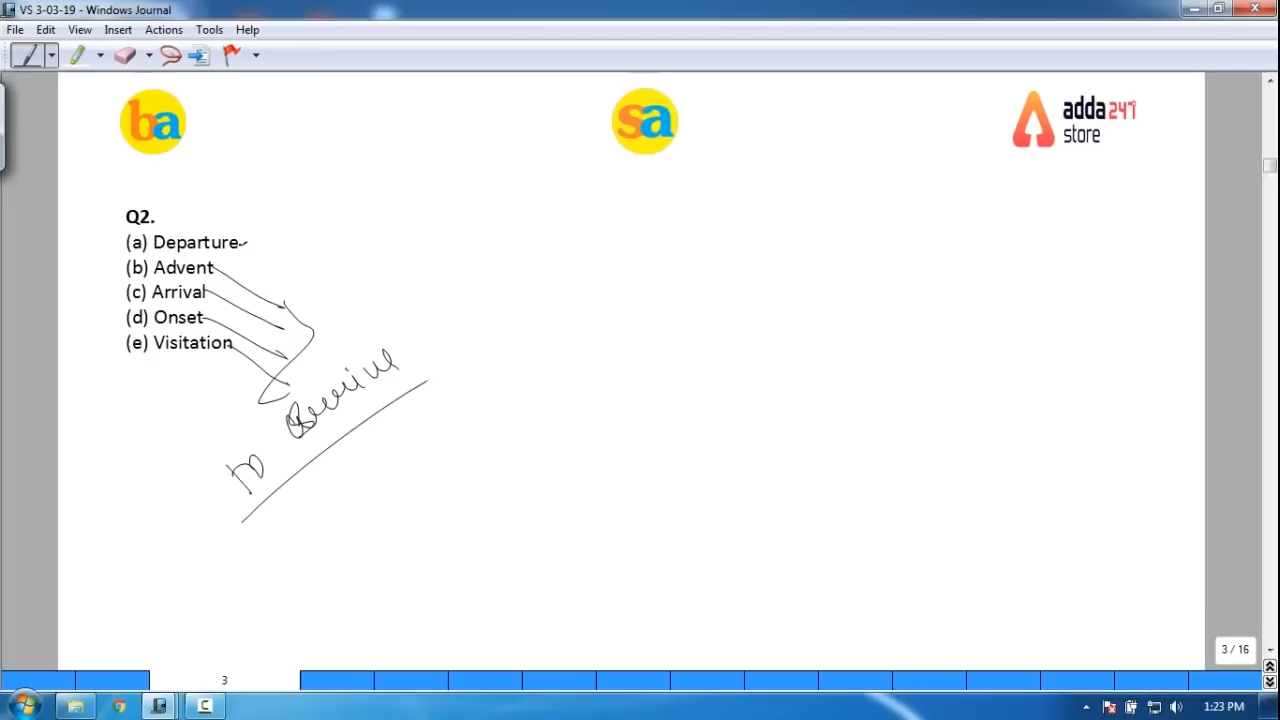 VS 3-03-19 - Windows Journal
File Edit View Insert Actions Tools Help
ba
sa
adda247
store
Q2.
(a) Departure
(b) Advent
(c) Arrival
(d) Onset
(e) Visitation
to
3 / 16
3
1:23 PM